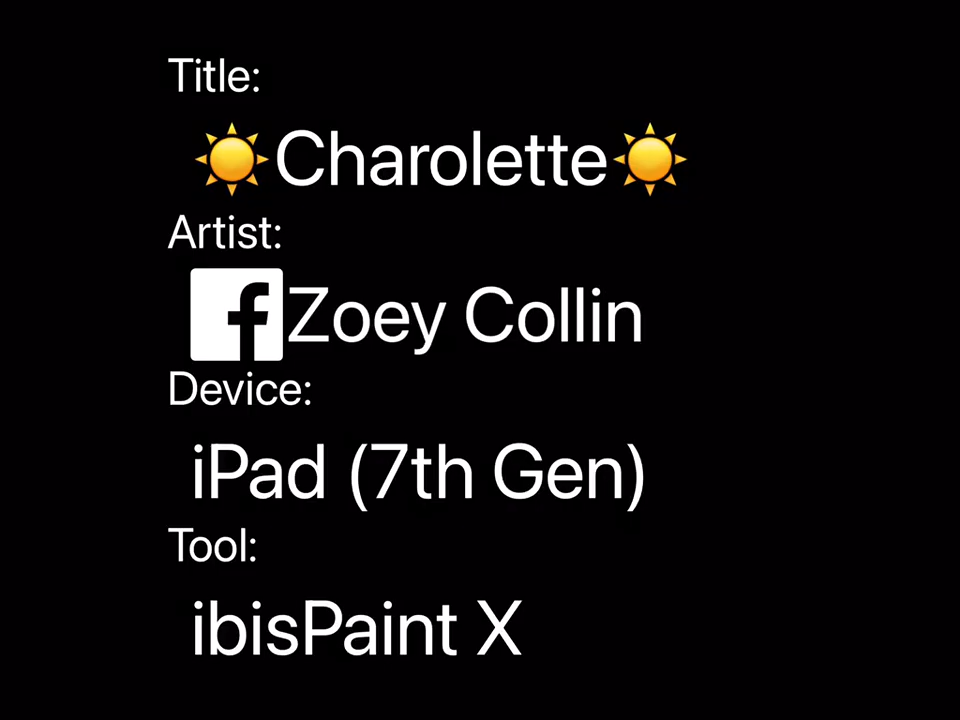 Title:
☀️Charolette☀️
Artist:
Zoey Collin
Device:
iPad (7th Gen)
Tool:
ibisPaint X